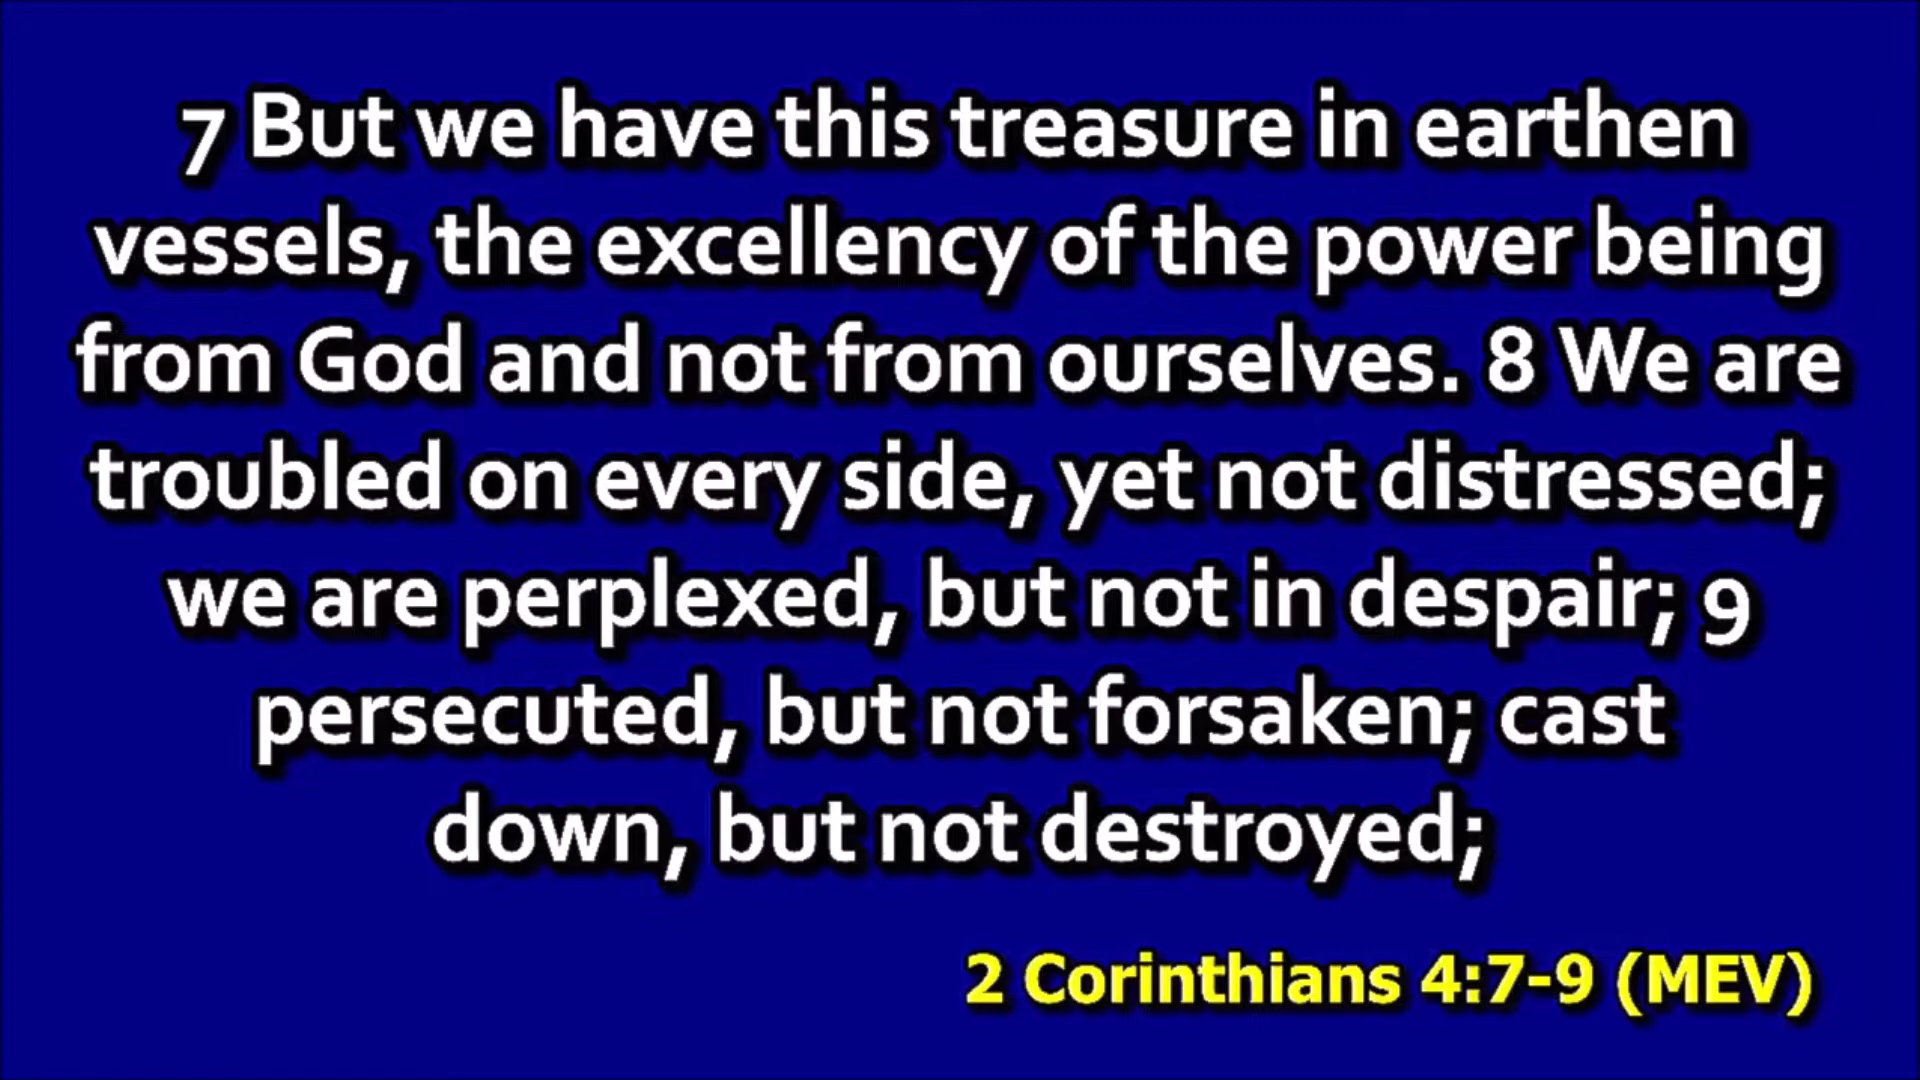 7 But we have this treasure in earthen
vessels, the excellency of the power being
from God and not from ourselves. 8 We are
troubled on every side, yet not distressed;
we are perplexed, but not in despair; 9
persecuted, but not forsaken; cast
down, but not destroyed;
2 Corinthians 4:7-9 (MEV)